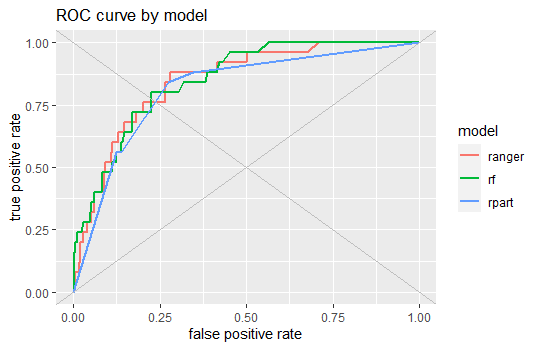 ROC curve by model
true positive rate
1.00
0.75
0.50
0.25
0.00
0.00 0.25 0.50 0.75 1.00
false positive rate
model
ranger
rf
rpart